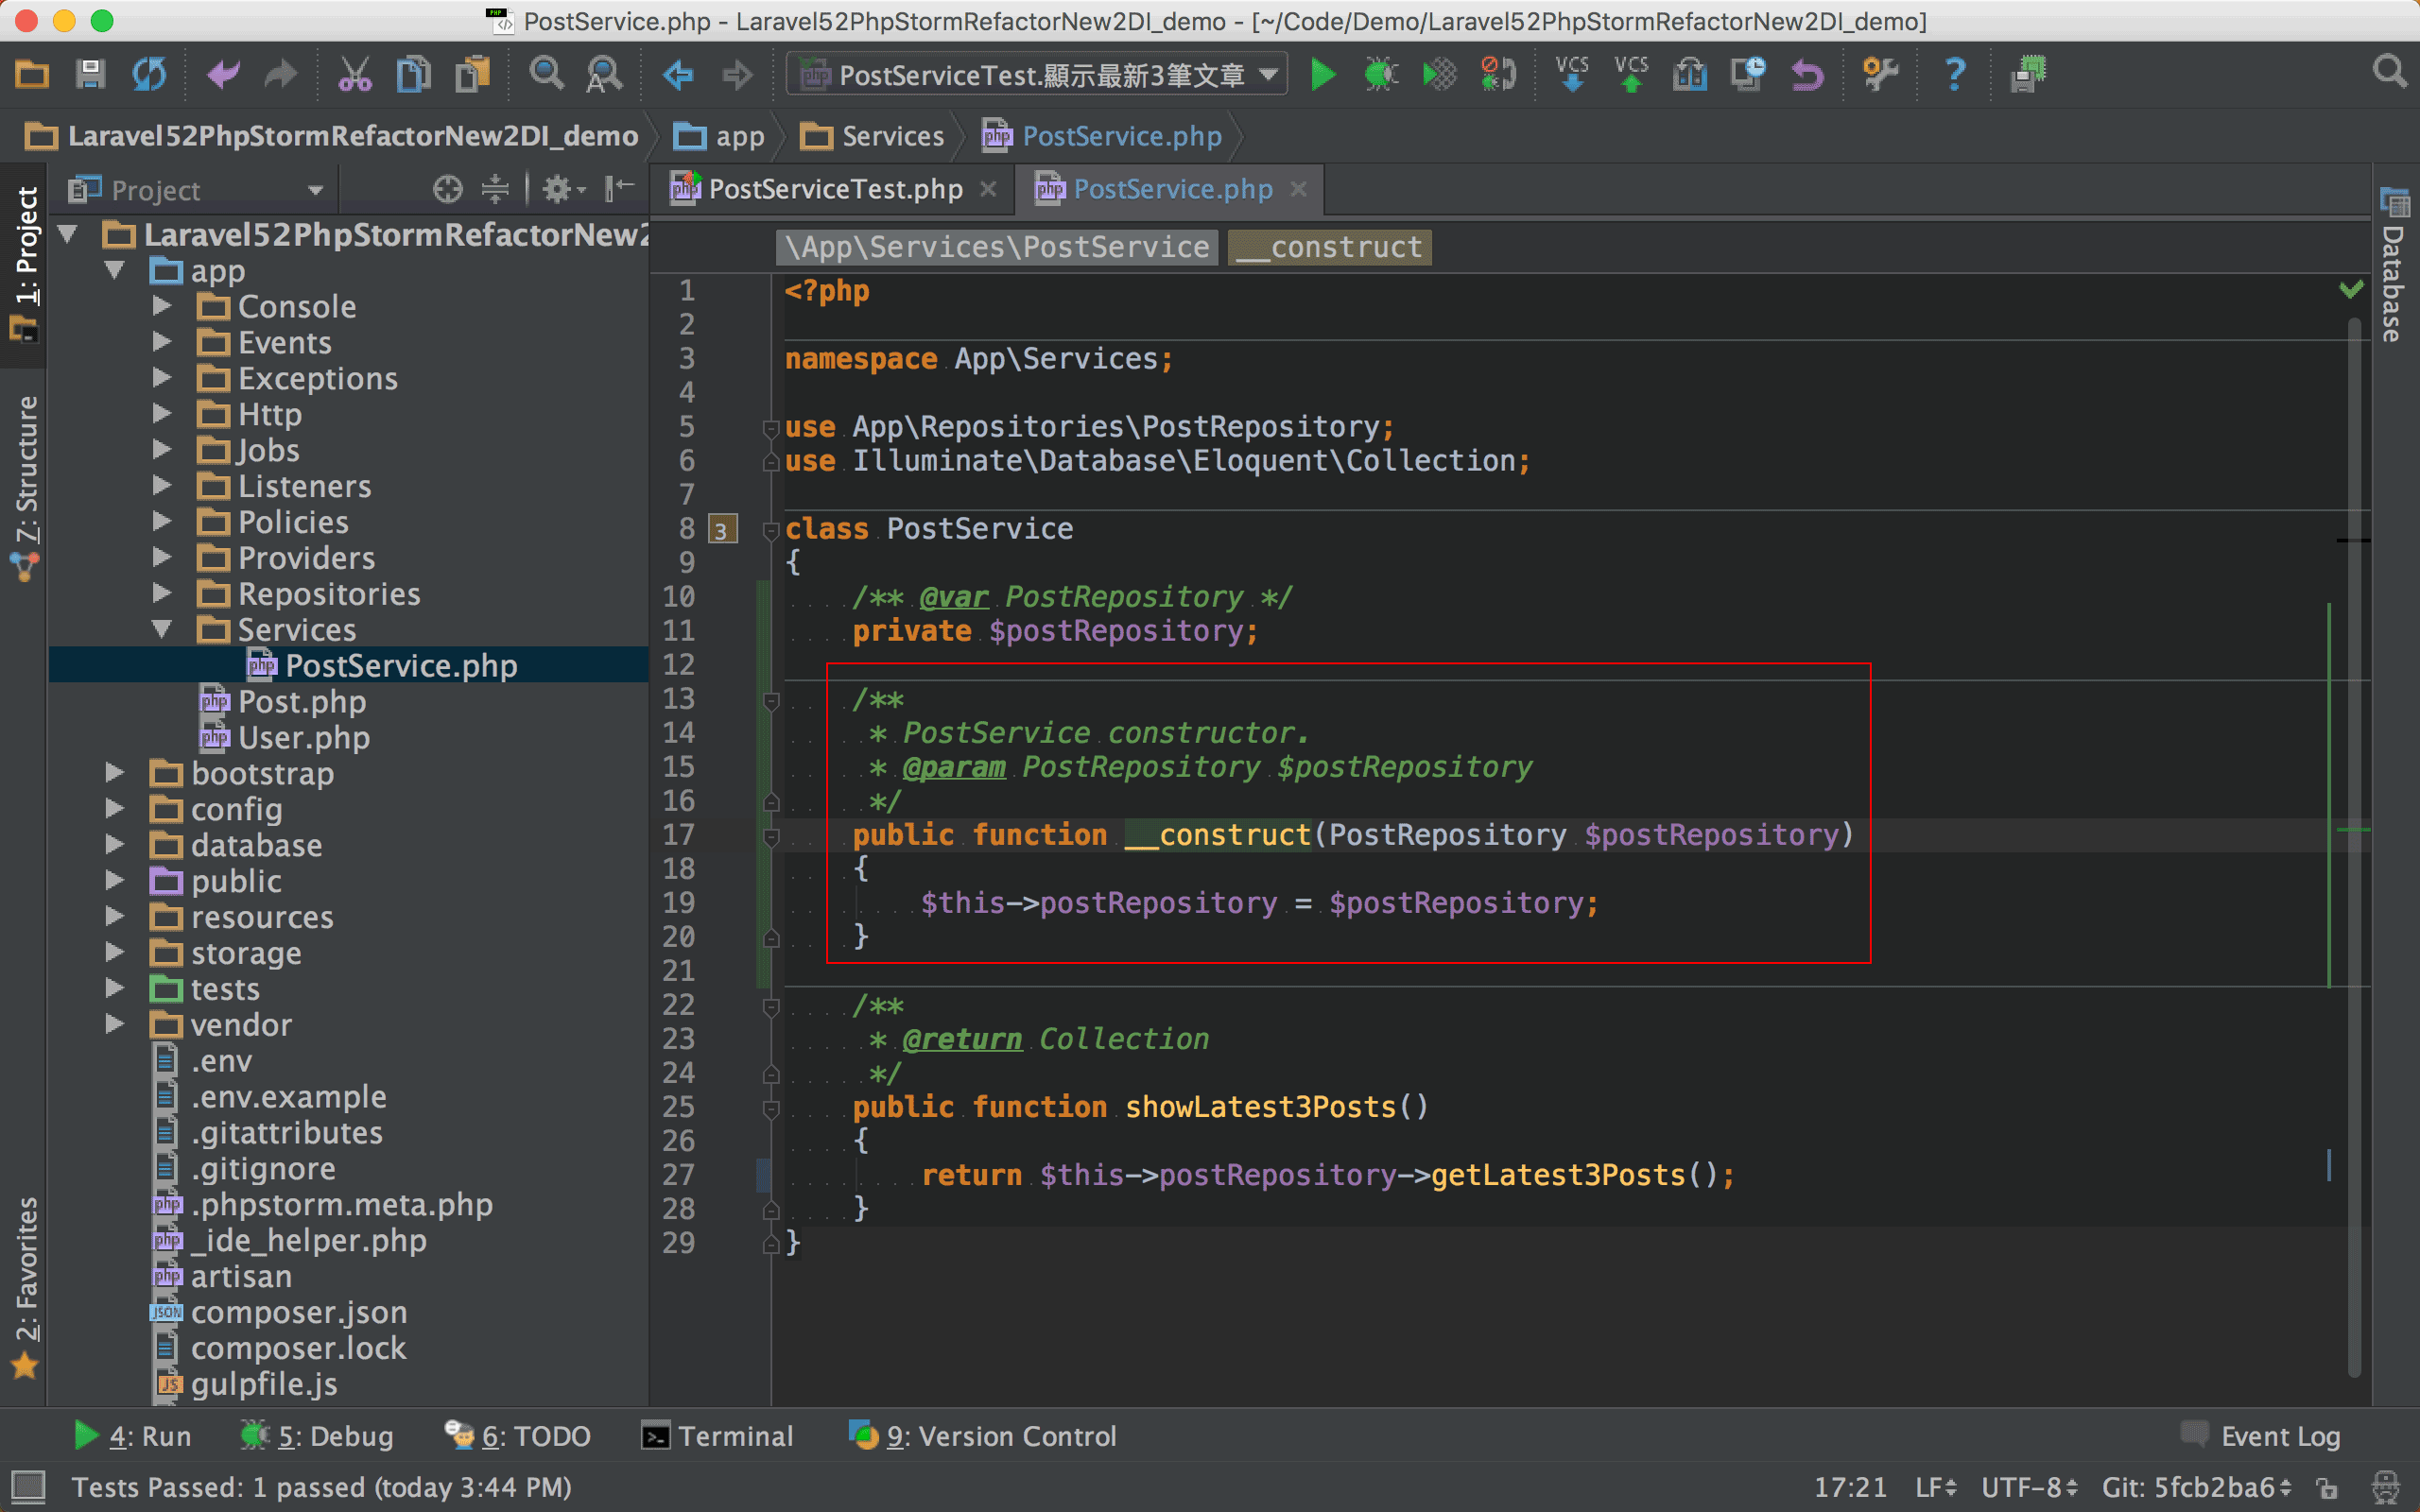 PostService.php - Laravel52PhpStormRefactorNew2DI_demo - [~/Code/Demo/Laravel52PhpStormRefactorNew2DI_demo]
PostServiceTest.顯示最新3筆文章
VCS VCS
Laravel52PhpStormRefactorNew2DI_demo app Services PostService.php
Project
PostServiceTest.php PostService.php
\App\Services\PostService __construct
1: Project
7: Structure
2: Favorites
Database
Laravel52PhpStormRefactorNew2
app
Console
Events
Exceptions
Http
Jobs
Listeners
Policies
Providers
Repositories
Services
PostService.php
Post.php
User.php
bootstrap
config
database
public
resources
storage
tests
vendor
.env
.env.example
.gitattributes
.gitignore
.phpstorm.meta.php
_ide_helper.php
artisan
composer.json
composer.lock
gulpfile.js
1 <?php
2
3 namespace App\Services;
4
5 use App\Repositories\PostRepository;
6 use Illuminate\Database\Eloquent\Collection;
7
8 3 class PostService
9 {
10 /** @var PostRepository */
11 private $postRepository;
12
13 /**
14 * PostService constructor.
15 * @param PostRepository $postRepository
16 */
17 public function __construct(PostRepository $postRepository)
18 {
19 $this->postRepository = $postRepository;
20 }
21
22 /**
23 * @return Collection
24 */
25 public function showLatest3Posts()
26 {
27 return $this->postRepository->getLatest3Posts();
28 }
29 }
4: Run 5: Debug 6: TODO Terminal 9: Version Control Event Log
Tests Passed: 1 passed (today 3:44 PM) 17:21 LF UTF-8 Git: 5fcb2ba6